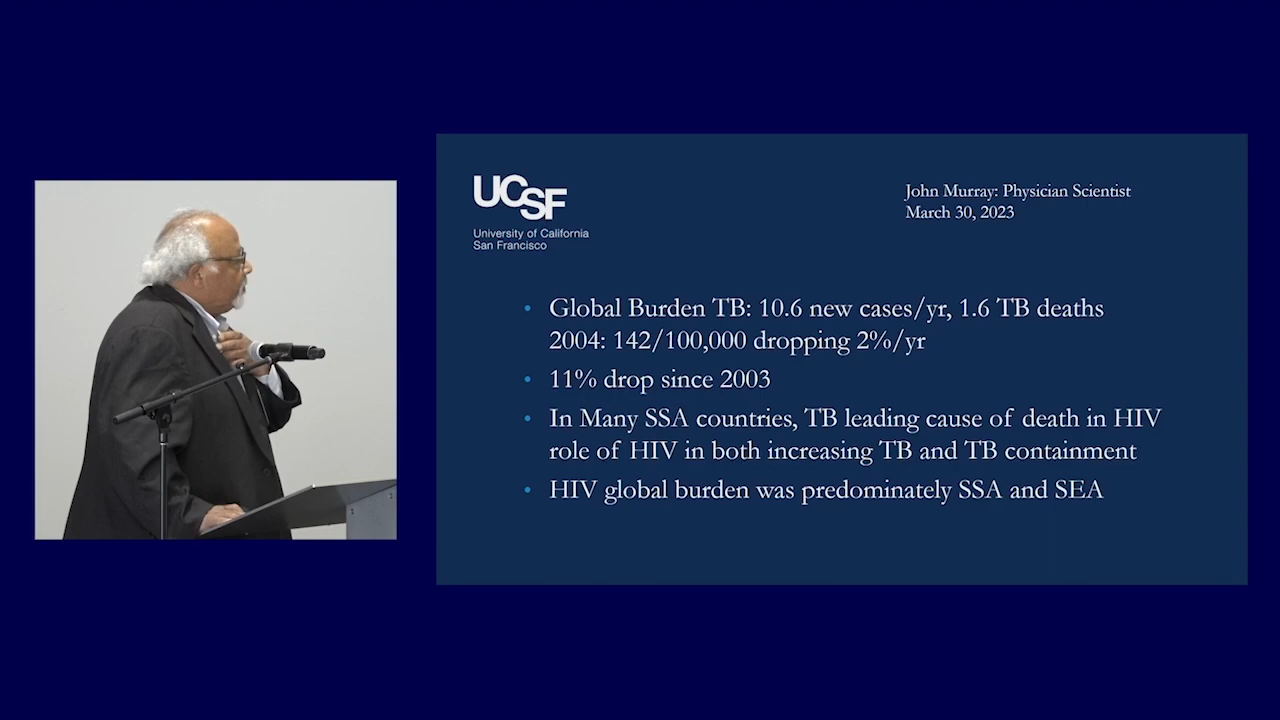 UCSF
University of California
San Francisco
John Murray: Physician Scientist
March 30, 2023
• Global Burden TB: 10.6 new cases/yr, 1.6 TB deaths
2004: 142/100,000 dropping 2%/yr
• 11% drop since 2003
• In Many SSA countries, TB leading cause of death in HIV
role of HIV in both increasing TB and TB containment
• HIV global burden was predominately SSA and SEA